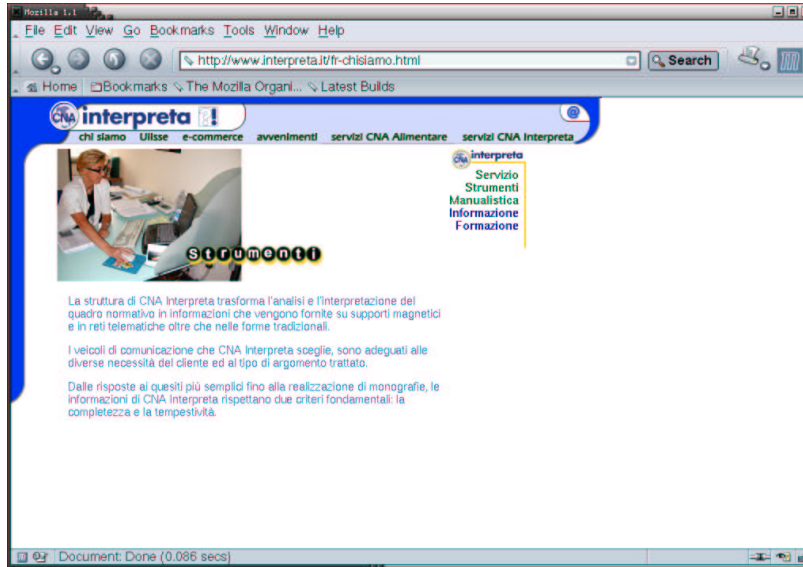 Mozilla 1.1
File Edit View Go Bookmarks Tools Window Help
http://www.interpreta.it/fr-chisiamo.html
Search
Home Bookmarks The Mozilla Organi... Latest Builds
CNA interpreta ?!
@
chi siamo Ulisse e-commerce avvenimenti servizi CNA Alimentare servizi CNA Interpreta
CNA interpreta
Servizio
Strumenti
Manualistica
Informazione
Formazione
Strumenti
La struttura di CNA Interpreta trasforma l'analisi e l'interpretazione del
quadro normativo in informazioni che vengono fornite su supporti magnetici
e in reti telematiche oltre che nelle forme tradizionali.
I veicoli di comunicazione che CNA Interpreta sceglie, sono adeguati alle
diverse necessità del cliente ed al tipo di argomento trattato.
Dalle risposte ai quesiti più semplici fino alla realizzazione di monografie, le
informazioni di CNA Interpreta rispettano due criteri fondamentali: la
completezza e la tempestività.
Document: Done (0.086 secs)